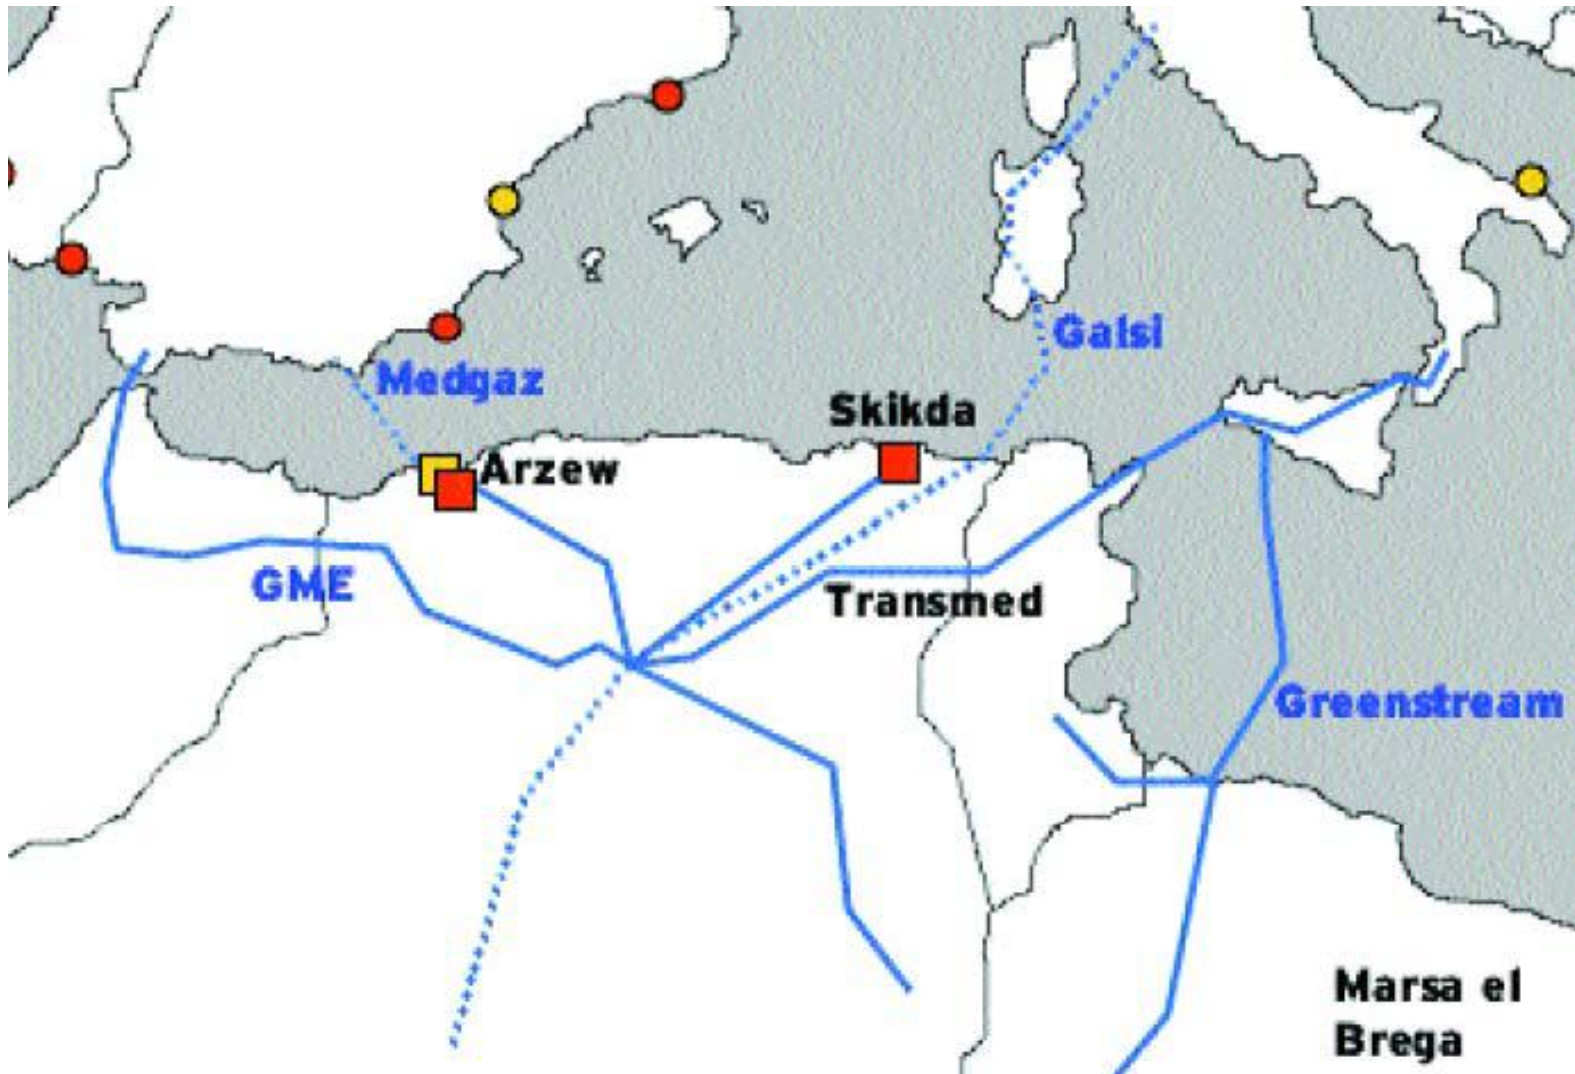 Galsi
Medgaz
Skikda
Arzew
GME
Transmed
Greenstream
Marsa el
Brega